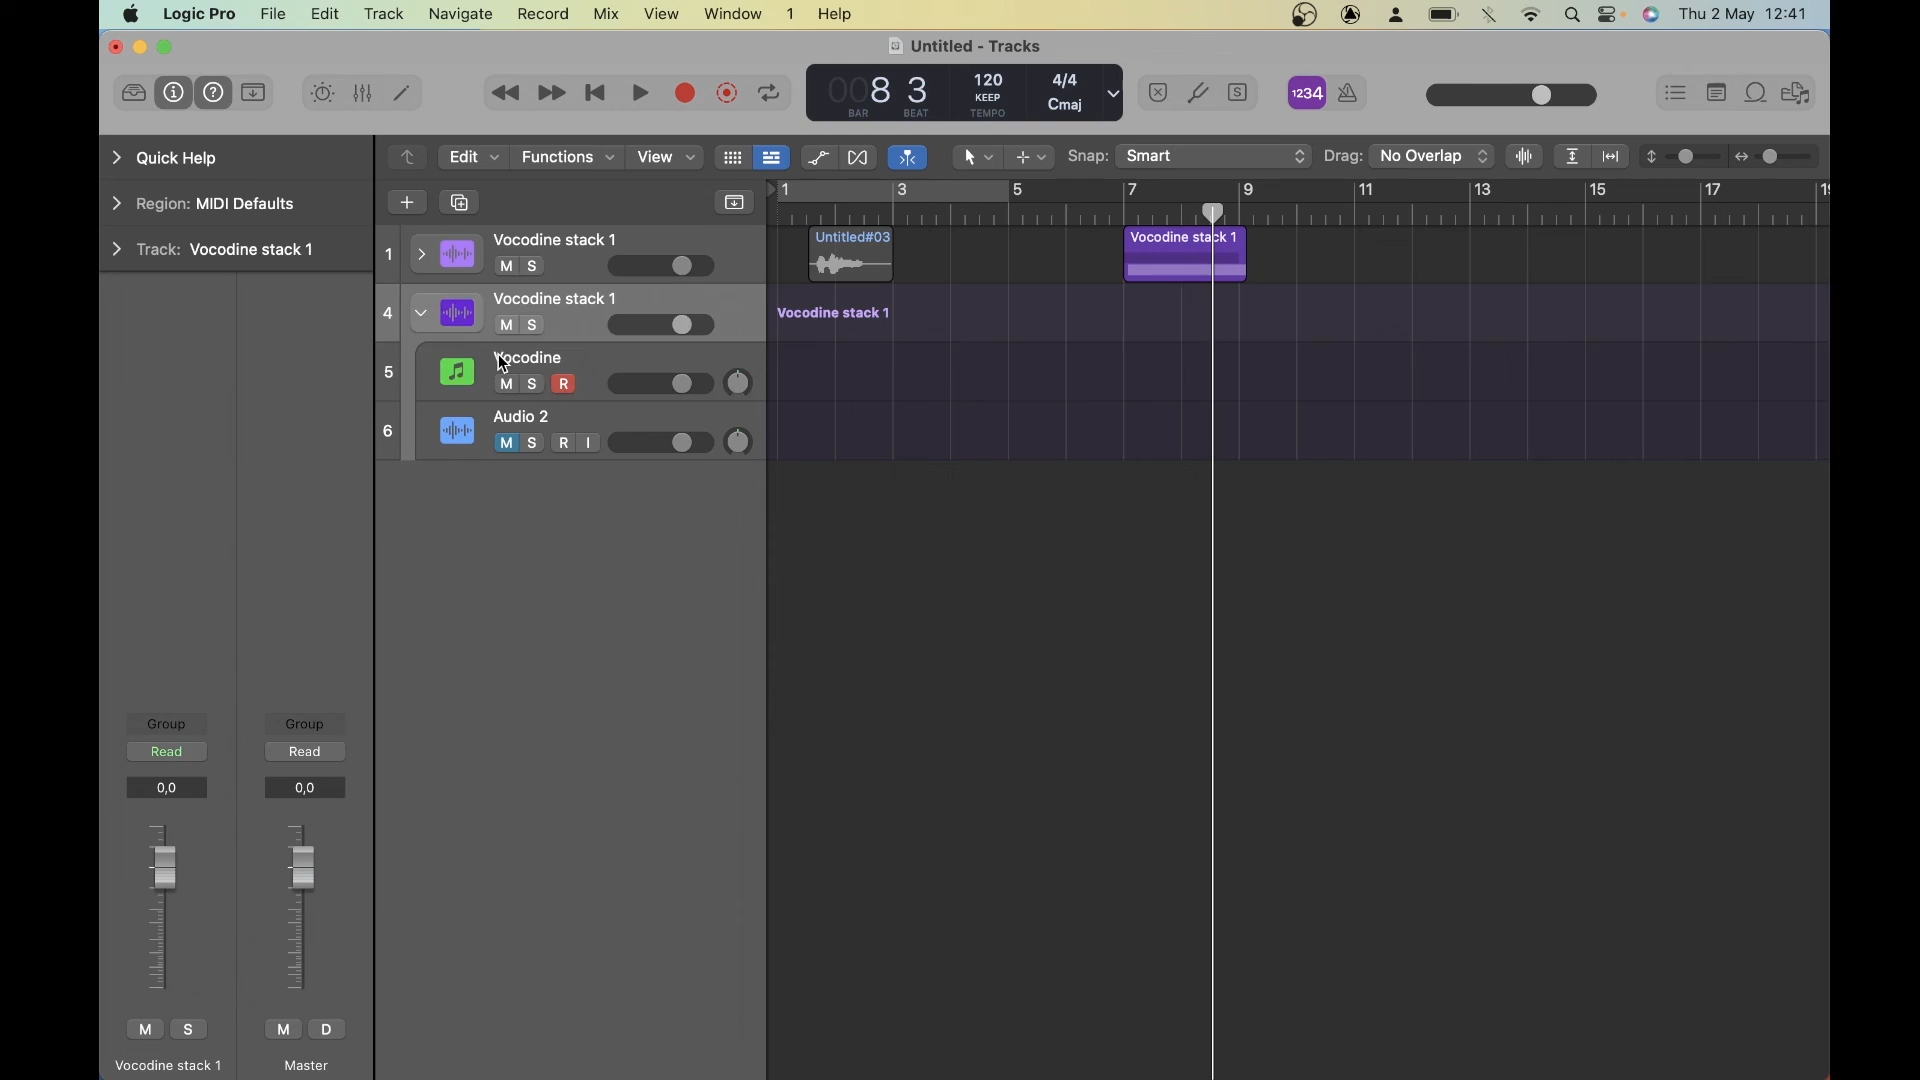 Logic Pro File Edit Track Navigate Record Mix View Window 1 Help Thu 2 May 12:41
Untitled - Tracks
008 3 120 4/4
KEEP Cmaj
BAR BEAT TEMPO
S 1234
Quick Help Edit Functions View Snap: Smart Drag: No Overlap
Region: MIDI Defaults
1 3 5 7 9 11 13 15 17
Track: Vocodine stack 1
1 Vocodine stack 1
M S
Untitled#03 Vocodine stack 1
4 Vocodine stack 1
M S
Vocodine stack 1
5 Vocodine
M S R
6 Audio 2
M S R I
Group Group
Read Read
0,0 0,0
M S M D
Vocodine stack 1 Master